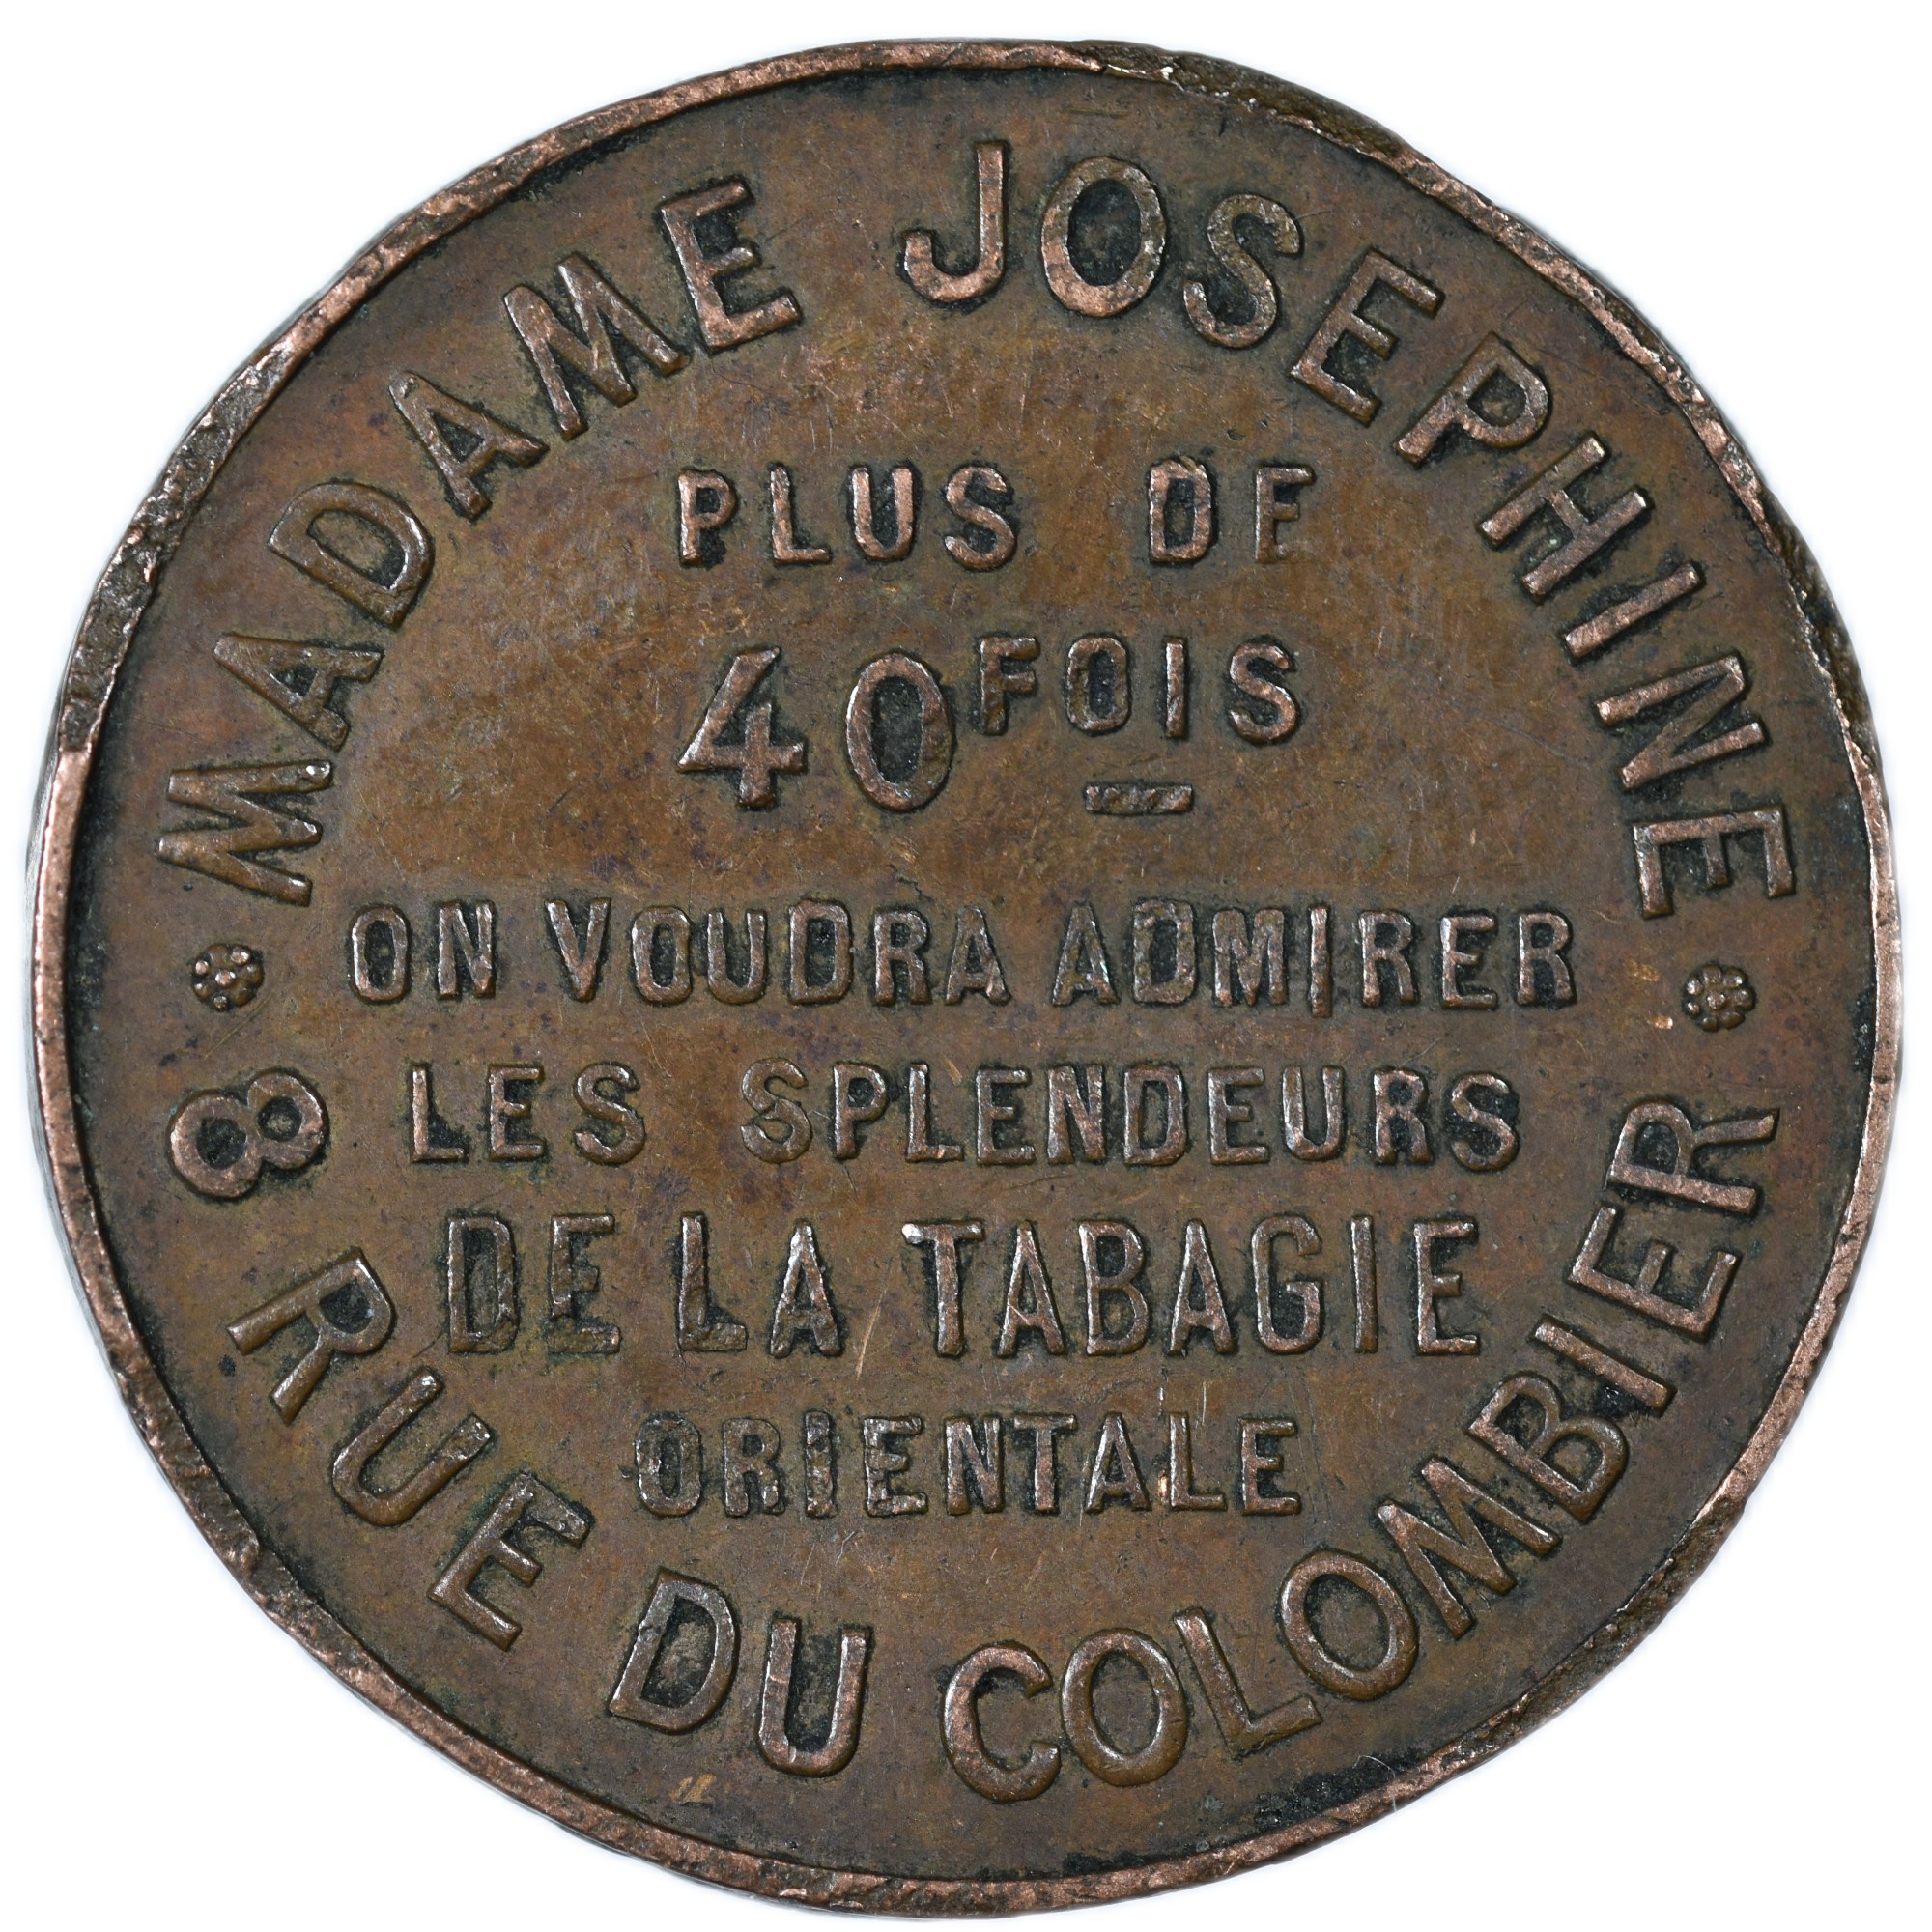 MADAME JOSEPHINE
PLUS DE
40 FOIS
ON VOUDRA ADMIRER
LES SPLENDEURS
DE LA TABAGIE
ORIENTALE
8 RUE DU COLOMBIER